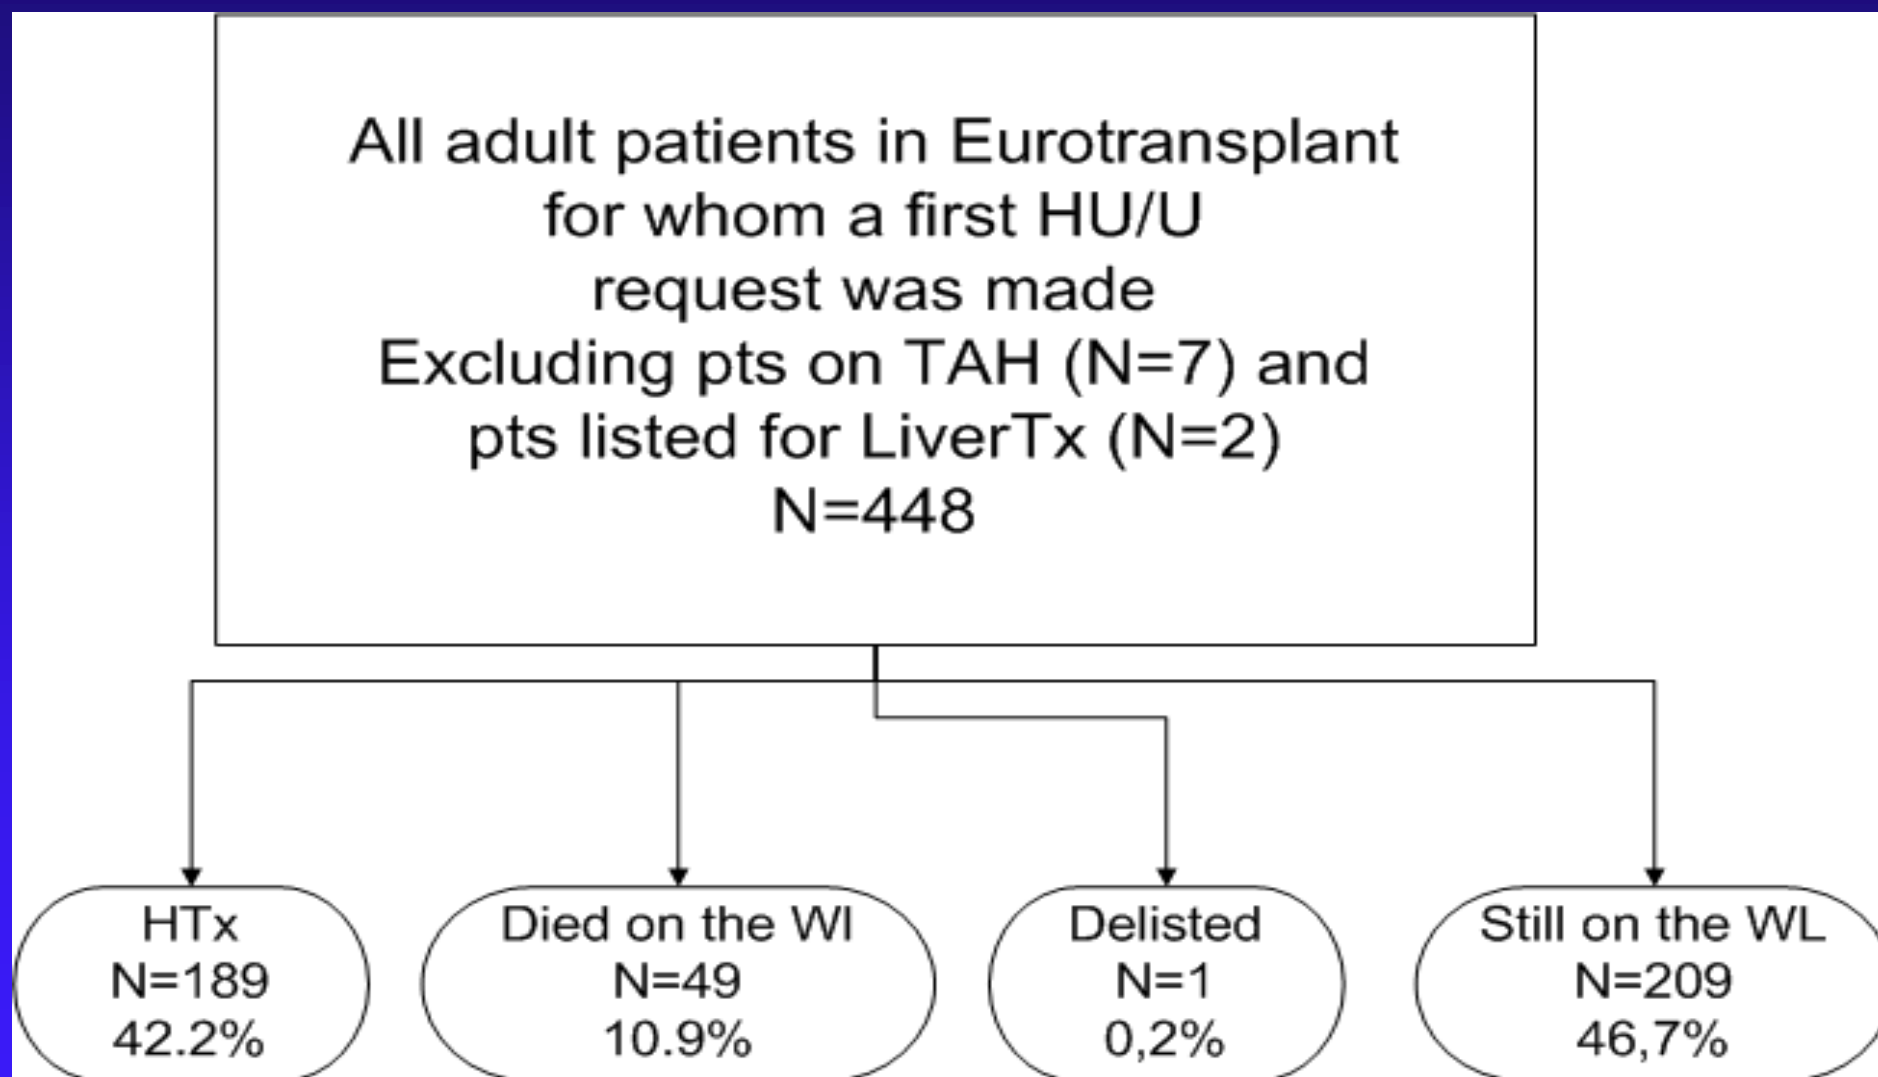 All adult patients in Eurotransplant
for whom a first HU/U
request was made
Excluding pts on TAH (N=7) and
pts listed for LiverTx (N=2)
N=448
HTx
N=189
42.2%
Died on the Wl
N=49
10.9%
Delisted
N=1
0,2%
Still on the WL
N=209
46,7%